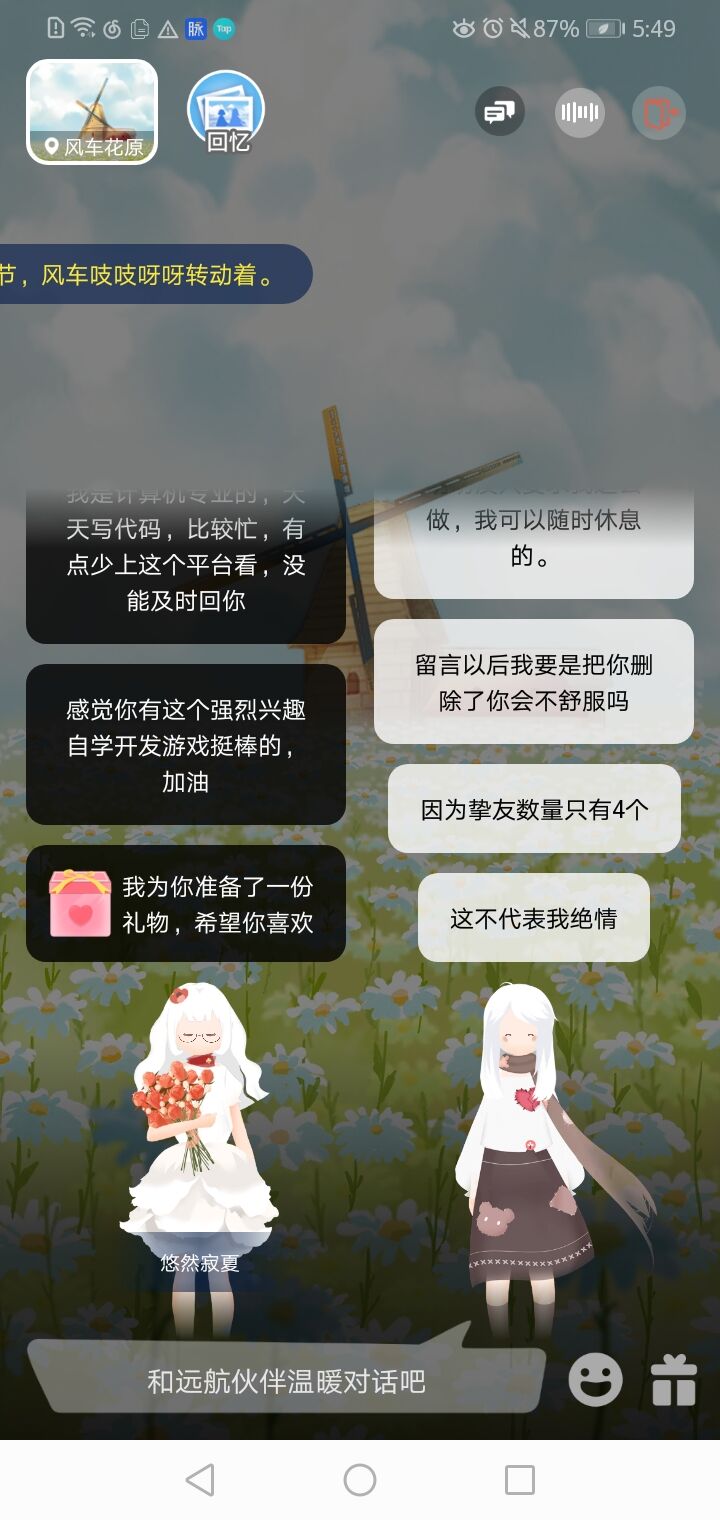 脉 Tap 87% 5:49
风车花原
回忆
节，风车吱吱呀呀转动着。
我是计算机专业的，天
天写代码，比较忙，有
点少上这个平台看，没
能及时回你
做，我可以随时休息
的。
留言以后我要是把你删
除了你会不舒服吗
感觉你有这个强烈兴趣
自学开发游戏挺棒的，
加油
因为挚友数量只有4个
我为你准备了一份
礼物，希望你喜欢
这不代表我绝情
悠然寂夏
和远航伙伴温暖对话吧